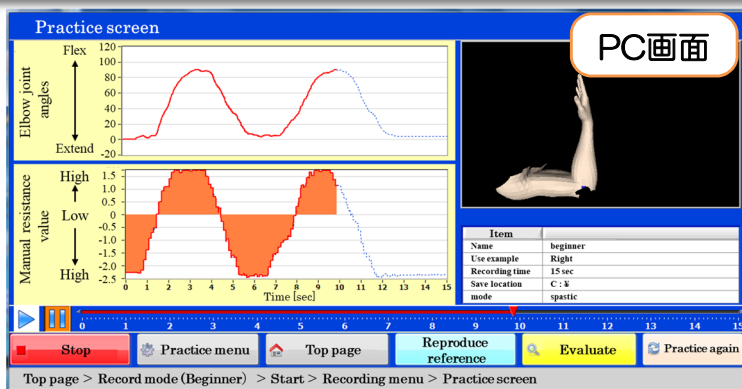 Practice screen
PC画面
Flex
Elbow joint
angles
Extend
120
100
80
60
40
20
0
-20
High
Low
High
Manual resistance
value
1.5
1.0
0.5
0
-0.5
-1.0
-1.5
-2.0
-2.5
0 1 2 3 4 5 6 7 8 9 10 11 12 13 14 15
Time [sec]
Item
Name beginner
Use example Right
Recording time 15 sec
Save location C : ¥
mode spastic
0 1 2 3 4 5 6 7 8 9 10 11 12 13 14 15
Stop
Practice menu
Top page
Reproduce
reference
Evaluate
Practice again
Top page > Record mode (Beginner) > Start > Recording menu > Practice screen